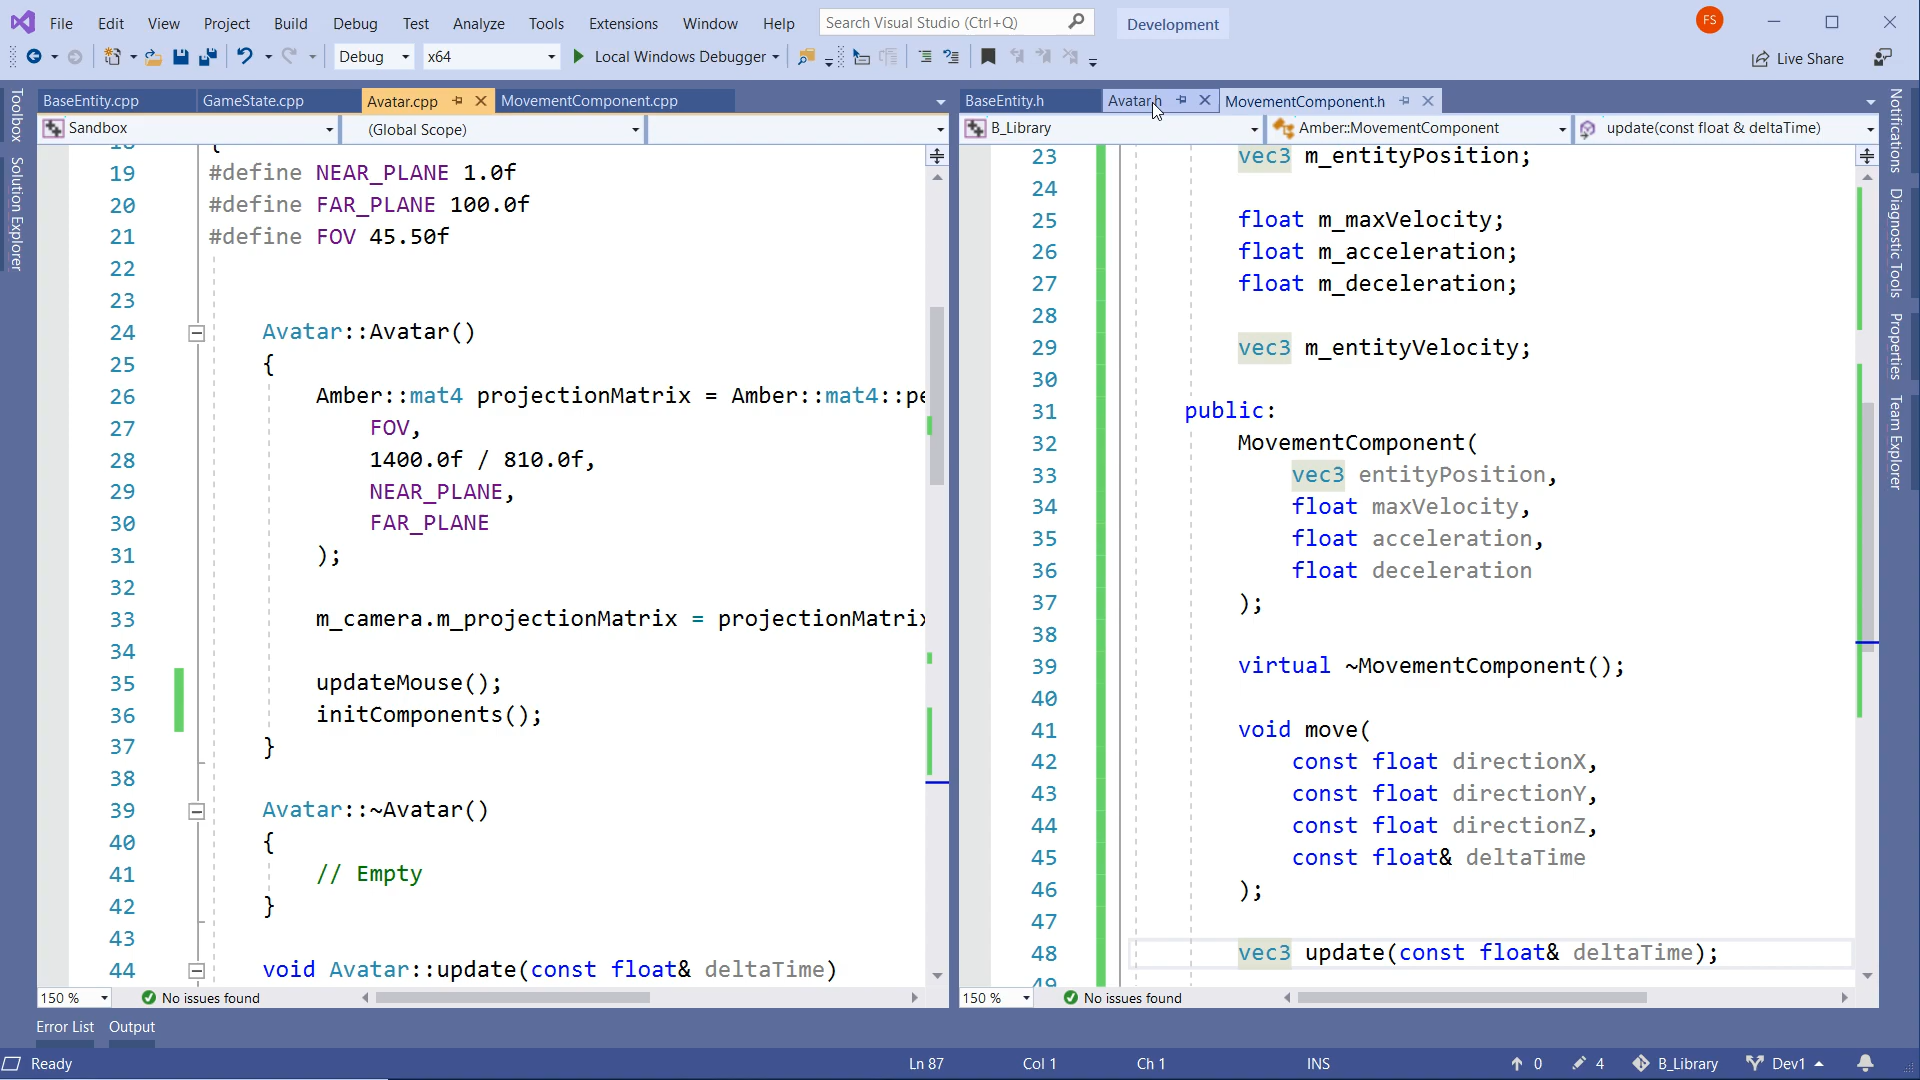 File Edit View Project Build Debug Test Analyze Tools Extensions Window Help Search Visual Studio (Ctrl+Q) Development FS
Debug x64 Local Windows Debugger Live Share
Toolbox
Solution Explorer
BaseEntity.cpp GameState.cpp Avatar.cpp MovementComponent.cpp
Sandbox (Global Scope)
18 {
19 #define NEAR_PLANE 1.0f
20 #define FAR_PLANE 100.0f
21 #define FOV 45.50f
22
23
24 Avatar::Avatar()
25 {
26 Amber::mat4 projectionMatrix = Amber::mat4::pe
27 FOV,
28 1400.0f / 810.0f,
29 NEAR_PLANE,
30 FAR_PLANE
31 );
32
33 m_camera.m_projectionMatrix = projectionMatrix
34
35 updateMouse();
36 initComponents();
37 }
38
39 Avatar::~Avatar()
40 {
41 // Empty
42 }
43
44 void Avatar::update(const float& deltaTime)
150 % No issues found
BaseEntity.h Avatar.h MovementComponent.h
B_Library Amber::MovementComponent update(const float & deltaTime)
23 vec3 m_entityPosition;
24
25 float m_maxVelocity;
26 float m_acceleration;
27 float m_deceleration;
28
29 vec3 m_entityVelocity;
30
31 public:
32 MovementComponent(
33 vec3 entityPosition,
34 float maxVelocity,
35 float acceleration,
36 float deceleration
37 );
38
39 virtual ~MovementComponent();
40
41 void move(
42 const float directionX,
43 const float directionY,
44 const float directionZ,
45 const float& deltaTime
46 );
47
48 vec3 update(const float& deltaTime);
49
150 % No issues found
Notifications
Diagnostic Tools
Properties
Team Explorer
Error List Output
Ready Ln 87 Col 1 Ch 1 INS 0 4 B_Library Dev1